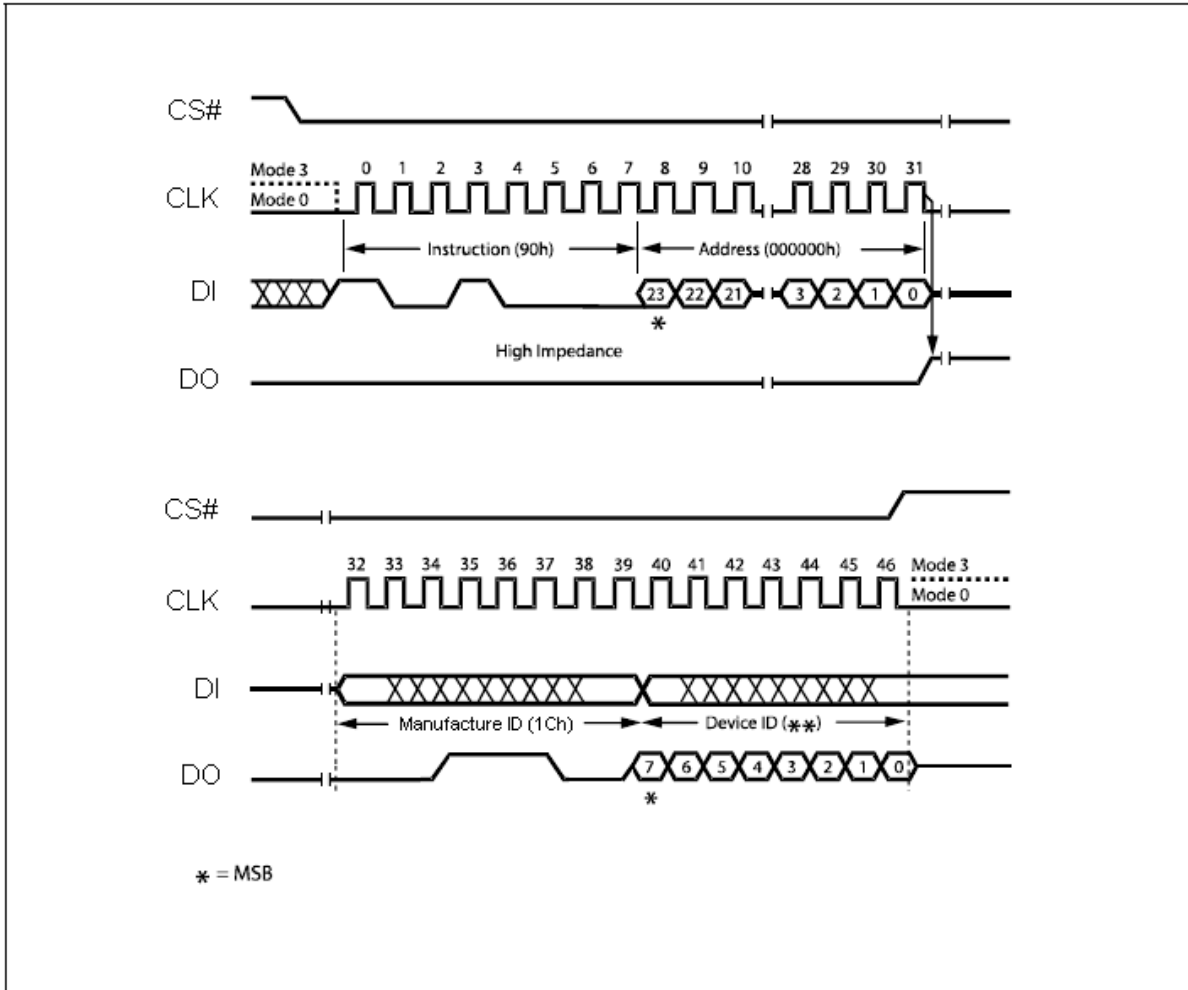 CS#
Mode 3 0 1 2 3 4 5 6 7 8 9 10 28 29 30 31
CLK
Mode 0
Instruction (90h) Address (000000h)
DI 23 22 21 3 2 1 0
*
High Impedance
DO
CS#
32 33 34 35 36 37 38 39 40 41 42 43 44 45 46 Mode 3
CLK Mode 0
DI
Manufacture ID (1Ch) Device ID (**)
DO 7 6 5 4 3 2 1 0
*
* = MSB